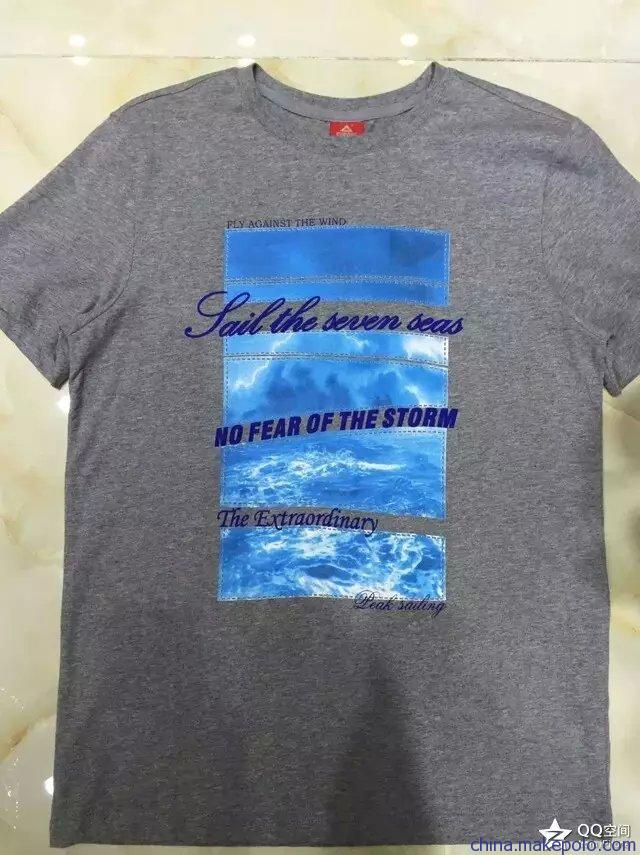 FLY AGAINST THE WIND
Sail the seven seas
NO FEAR OF THE STORM
The Extraordinary
Peak sailing
QQ空间
china.makepolo.com